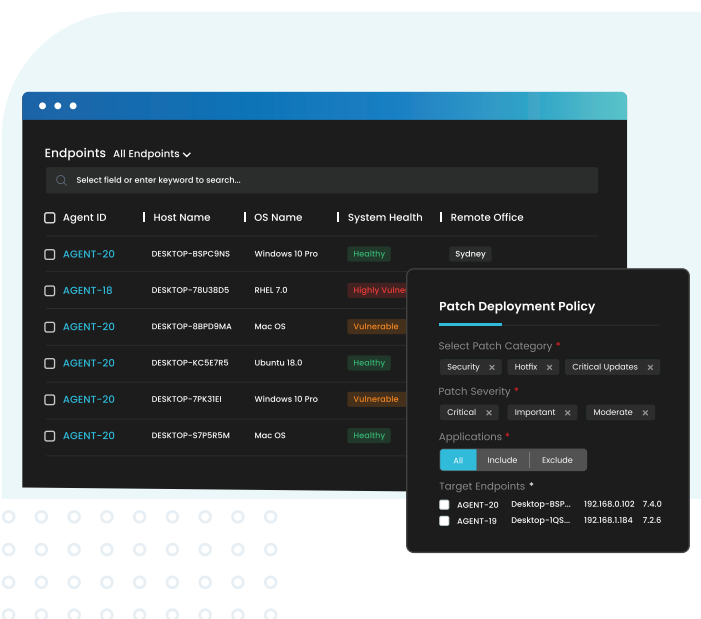 Endpoints All Endpoints
Select field or enter keyword to search...
Agent ID Host Name OS Name System Health Remote Office
AGENT-20 DESKTOP-BSPC9NS Windows 10 Pro Healthy Sydney
AGENT-18 DESKTOP-78U38D5 RHEL 7.0 Highly
AGENT-20 DESKTOP-8BPD9MA Mac OS Vulnerable
AGENT-20 DESKTOP-KC5E7R5 Ubuntu 18.0 Healthy
AGENT-20 DESKTOP-7PK31EI Windows 10 Pro Vulnerable
AGENT-20 DESKTOP-S7P5R5M Mac OS Healthy
Patch Deployment Policy
Select Patch Category *
Security × Hotfix × Critical Updates ×
Patch Severity *
Critical × Important × Moderate ×
Applications *
All Include Exclude
Target Endpoints *
AGENT-20 Desktop-BSP... 192.168.0.102 7.4.0
AGENT-19 Desktop-1QS... 192.168.1.184 7.2.6